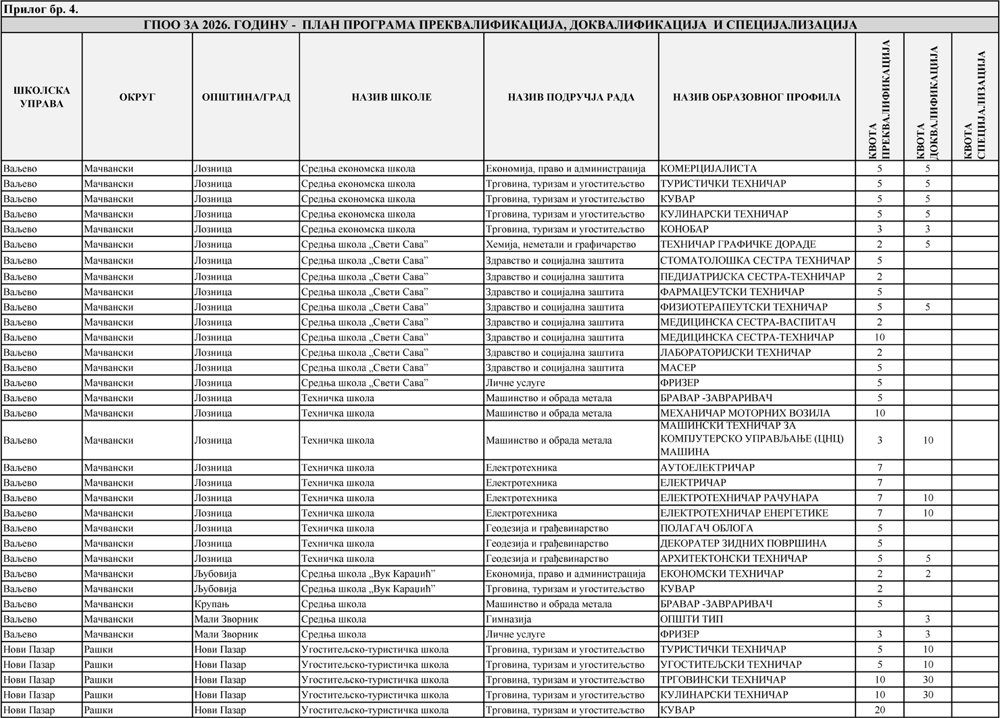 Прилог бр. 4.
ГПОО ЗА 2026. ГОДИНУ - ПЛАН ПРОГРАМА ПРЕКВАЛИФИКАЦИЈА, ДОКВАЛИФИКАЦИЈА И СПЕЦИЈАЛИЗАЦИЈА
ШКОЛСКА УПРАВА ОКРУГ ОПШТИНА/ГРАД НАЗИВ ШКОЛЕ НАЗИВ ПОДРУЧЈА РАДА НАЗИВ ОБРАЗОВНОГ ПРОФИЛА КВОТА ПРЕКВАЛИФИКАЦИЈА КВОТА ДОКВАЛИФИКАЦИЈА КВОТА СПЕЦИЈАЛИЗАЦИЈА
Ваљево Мачвански Лозница Средња економска школа Економија, право и администрација КОМЕРЦИЈАЛИСТА 5 5
Ваљево Мачвански Лозница Средња економска школа Трговина, туризам и угоститељство ТУРИСТИЧКИ ТЕХНИЧАР 5 5
Ваљево Мачвански Лозница Средња економска школа Трговина, туризам и угоститељство КУВАР 5 5
Ваљево Мачвански Лозница Средња економска школа Трговина, туризам и угоститељство КУЛИНАРСКИ ТЕХНИЧАР 5 5
Ваљево Мачвански Лозница Средња економска школа Трговина, туризам и угоститељство КОНОБАР 3 3
Ваљево Мачвански Лозница Средња школа „Свети Сава” Хемија, неметали и графичарство ТЕХНИЧАР ГРАФИЧКЕ ДОРАДЕ 2 5
Ваљево Мачвански Лозница Средња школа „Свети Сава” Здравство и социјална заштита СТОМАТОЛОШКА СЕСТРА ТЕХНИЧАР 5
Ваљево Мачвански Лозница Средња школа „Свети Сава” Здравство и социјална заштита ПЕДИЈАТРИЈСКА СЕСТРА-ТЕХНИЧАР 2
Ваљево Мачвански Лозница Средња школа „Свети Сава” Здравство и социјална заштита ФАРМАЦЕУТСКИ ТЕХНИЧАР 5
Ваљево Мачвански Лозница Средња школа „Свети Сава” Здравство и социјална заштита ФИЗИОТЕРАПЕУТСКИ ТЕХНИЧАР 5 5
Ваљево Мачвански Лозница Средња школа „Свети Сава” Здравство и социјална заштита МЕДИЦИНСКА СЕСТРА-ВАСПИТАЧ 2
Ваљево Мачвански Лозница Средња школа „Свети Сава” Здравство и социјална заштита МЕДИЦИНСКА СЕСТРА-ТЕХНИЧАР 10
Ваљево Мачвански Лозница Средња школа „Свети Сава” Здравство и социјална заштита ЛАБОРАТОРИЈСКИ ТЕХНИЧАР 2
Ваљево Мачвански Лозница Средња школа „Свети Сава” Здравство и социјална заштита МАСЕР 5
Ваљево Мачвански Лозница Средња школа „Свети Сава” Личне услуге ФРИЗЕР 5
Ваљево Мачвански Лозница Техничка школа Машинство и обрада метала БРАВАР -ЗАВРАРИВАЧ 5
Ваљево Мачвански Лозница Техничка школа Машинство и обрада метала МЕХАНИЧАР МОТОРНИХ ВОЗИЛА 10
Ваљево Мачвански Лозница Техничка школа Машинство и обрада метала МАШИНСКИ ТЕХНИЧАР ЗА КОМПЈУТЕРСКО УПРАВЉАЊЕ (ЦНЦ) МАШИНА 3 10
Ваљево Мачвански Лозница Техничка школа Електротехника АУТОЕЛЕКТРИЧАР 7
Ваљево Мачвански Лозница Техничка школа Електротехника ЕЛЕКТРИЧАР 7
Ваљево Мачвански Лозница Техничка школа Електротехника ЕЛЕКТРОТЕХНИЧАР РАЧУНАРА 7 10
Ваљево Мачвански Лозница Техничка школа Електротехника ЕЛЕКТРОТЕХНИЧАР ЕНЕРГЕТИКЕ 7 10
Ваљево Мачвански Лозница Техничка школа Геодезија и грађевинарство ПОЛАГАЧ ОБЛОГА 5
Ваљево Мачвански Лозница Техничка школа Геодезија и грађевинарство ДЕКОРАТЕР ЗИДНИХ ПОВРШИНА 5
Ваљево Мачвански Лозница Техничка школа Геодезија и грађевинарство АРХИТЕКТОНСКИ ТЕХНИЧАР 5 5
Ваљево Мачвански Љубовија Средња школа „Вук Караџић” Економија, право и администрација ЕКОНОМСКИ ТЕХНИЧАР 2 2
Ваљево Мачвански Љубовија Средња школа „Вук Караџић” Трговина, туризам и угоститељство КУВАР 2
Ваљево Мачвански Крупањ Средња школа Машинство и обрада метала БРАВАР -ЗАВРАРИВАЧ 5
Ваљево Мачвански Мали Зворник Средња школа Гимназија ОПШТИ ТИП 3
Ваљево Мачвански Мали Зворник Средња школа Личне услуге ФРИЗЕР 3 3
Нови Пазар Рашки Нови Пазар Угоститељско-туристичка школа Трговина, туризам и угоститељство ТУРИСТИЧКИ ТЕХНИЧАР 5 10
Нови Пазар Рашки Нови Пазар Угоститељско-туристичка школа Трговина, туризам и угоститељство УГОСТИТЕЉСКИ ТЕХНИЧАР 5 10
Нови Пазар Рашки Нови Пазар Угоститељско-туристичка школа Трговина, туризам и угоститељство ТРГОВИНСКИ ТЕХНИЧАР 10 30
Нови Пазар Рашки Нови Пазар Угоститељско-туристичка школа Трговина, туризам и угоститељство КУЛИНАРСКИ ТЕХНИЧАР 10 30
Нови Пазар Рашки Нови Пазар Угоститељско-туристичка школа Трговина, туризам и угоститељство КУВАР 20